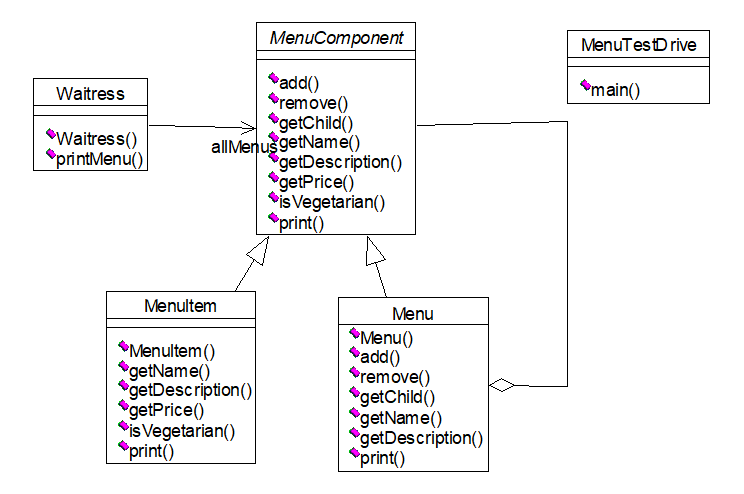 MenuComponent
add()
remove()
getChild()
getName()
getDescription()
getPrice()
isVegetarian()
print()
MenuTestDrive
main()
Waitress
Waitress()
printMenu()
allMenus
MenuItem
MenuItem()
getName()
getDescription()
getPrice()
isVegetarian()
print()
Menu
Menu()
add()
remove()
getChild()
getName()
getDescription()
print()